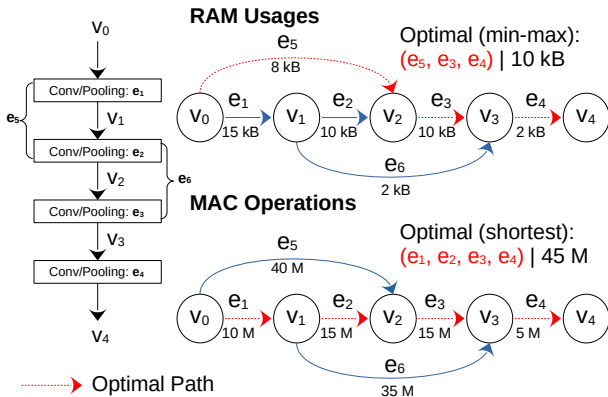 v₀
Conv/Pooling: e₁
v₁
e₅
Conv/Pooling: e₂
v₂
e₆
Conv/Pooling: e₃
v₃
Conv/Pooling: e₄
v₄
Optimal Path
RAM Usages
Optimal (min-max):
(e₅, e₃, e₄) | 10 kB
e₅
8 kB
v₀
e₁
15 kB
v₁
e₂
10 kB
v₂
e₃
10 kB
v₃
e₄
2 kB
v₄
e₆
2 kB
MAC Operations
Optimal (shortest):
(e₁, e₂, e₃, e₄) | 45 M
e₅
40 M
v₀
e₁
10 M
v₁
e₂
15 M
v₂
e₃
15 M
v₃
e₄
5 M
v₄
e₆
35 M